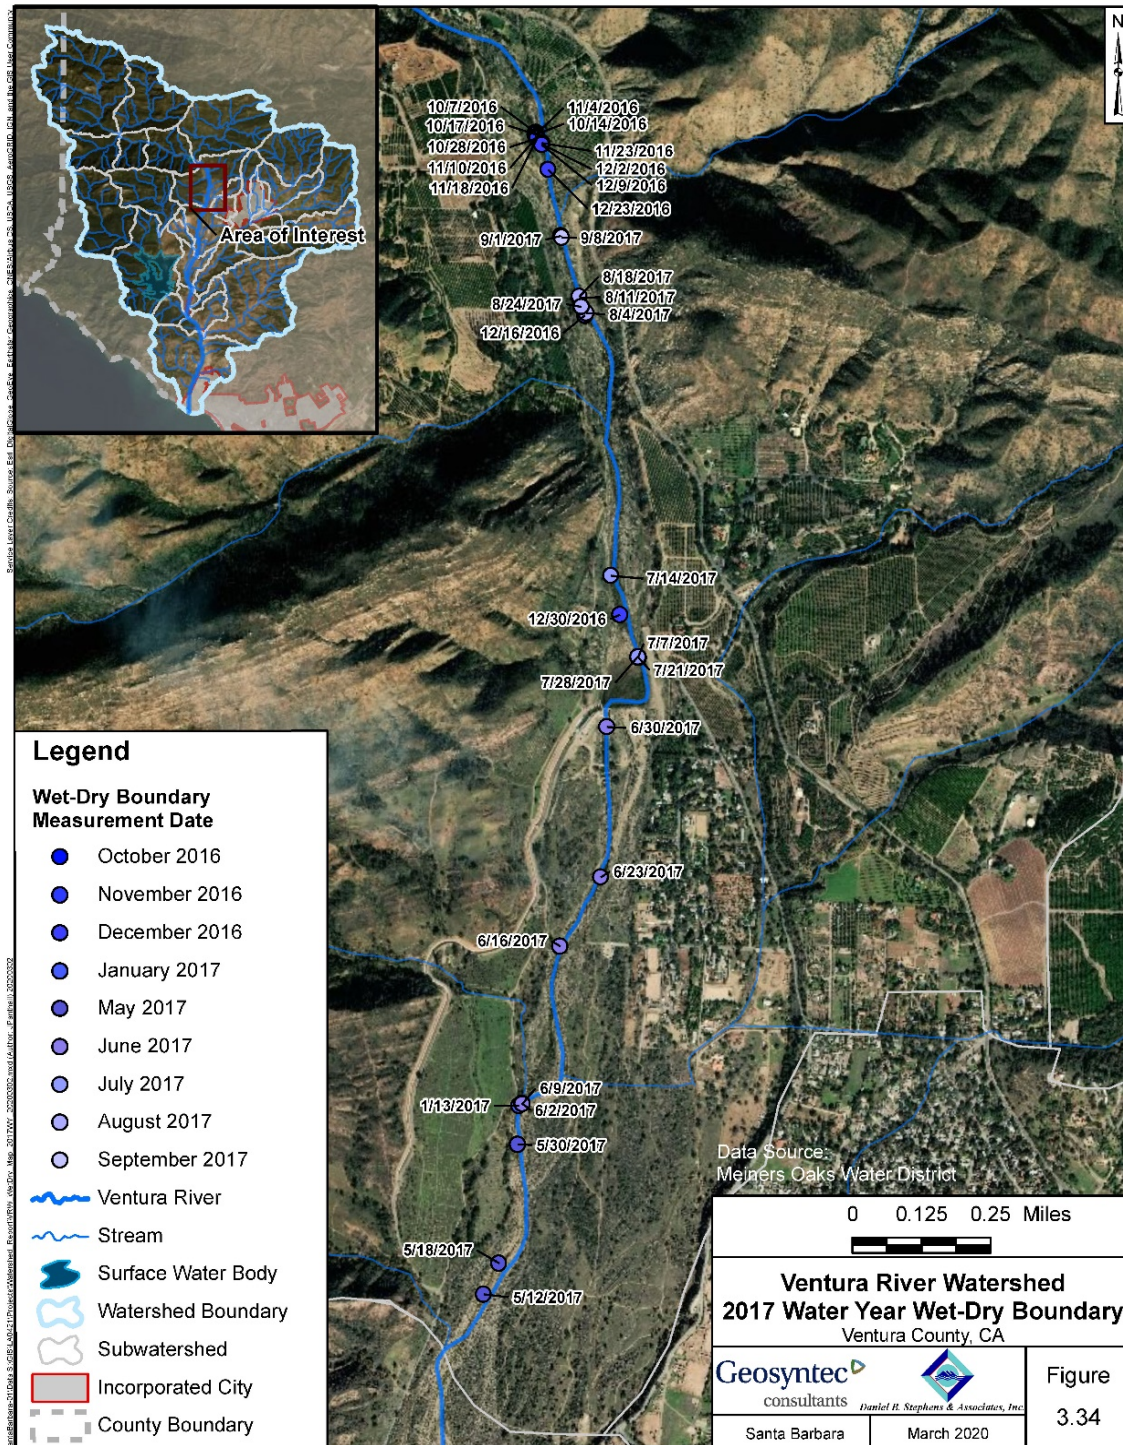 N
Area of Interest
10/7/2016
11/4/2016
10/17/2016
10/14/2016
10/28/2016
11/23/2016
11/10/2016
12/2/2016
11/18/2016
12/9/2016
12/23/2016
9/1/2017
9/8/2017
8/18/2017
8/24/2017
8/11/2017
8/4/2017
12/16/2016
7/14/2017
12/30/2016
7/7/2017
7/28/2017
7/21/2017
6/30/2017
6/23/2017
6/16/2017
6/9/2017
1/13/2017
6/2/2017
5/30/2017
5/18/2017
5/12/2017
Legend
Wet-Dry Boundary
Measurement Date
October 2016
November 2016
December 2016
January 2017
May 2017
June 2017
July 2017
August 2017
September 2017
Ventura River
Stream
Surface Water Body
Watershed Boundary
Subwatershed
Incorporated City
County Boundary
Data Source:
Meiners Oaks Water District
0 0.125 0.25 Miles
Ventura River Watershed
2017 Water Year Wet-Dry Boundary
Ventura County, CA
Geosyntec
consultants
Daniel B. Stephens & Associates, Inc.
Santa Barbara
March 2020
Figure
3.34